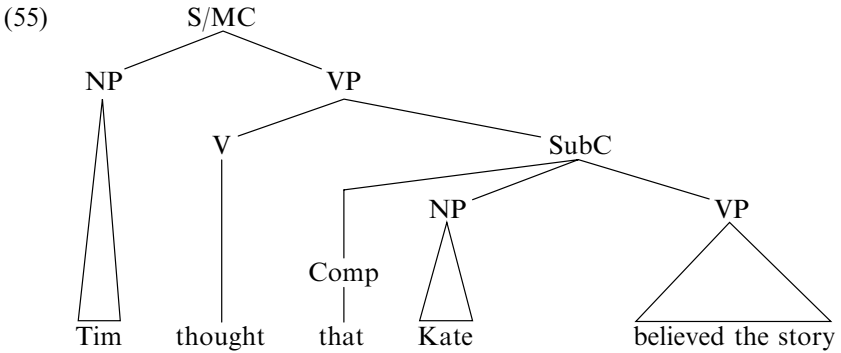 (55) S/MC
NP VP
V SubC
NP VP
Comp
Tim thought that Kate believed the story